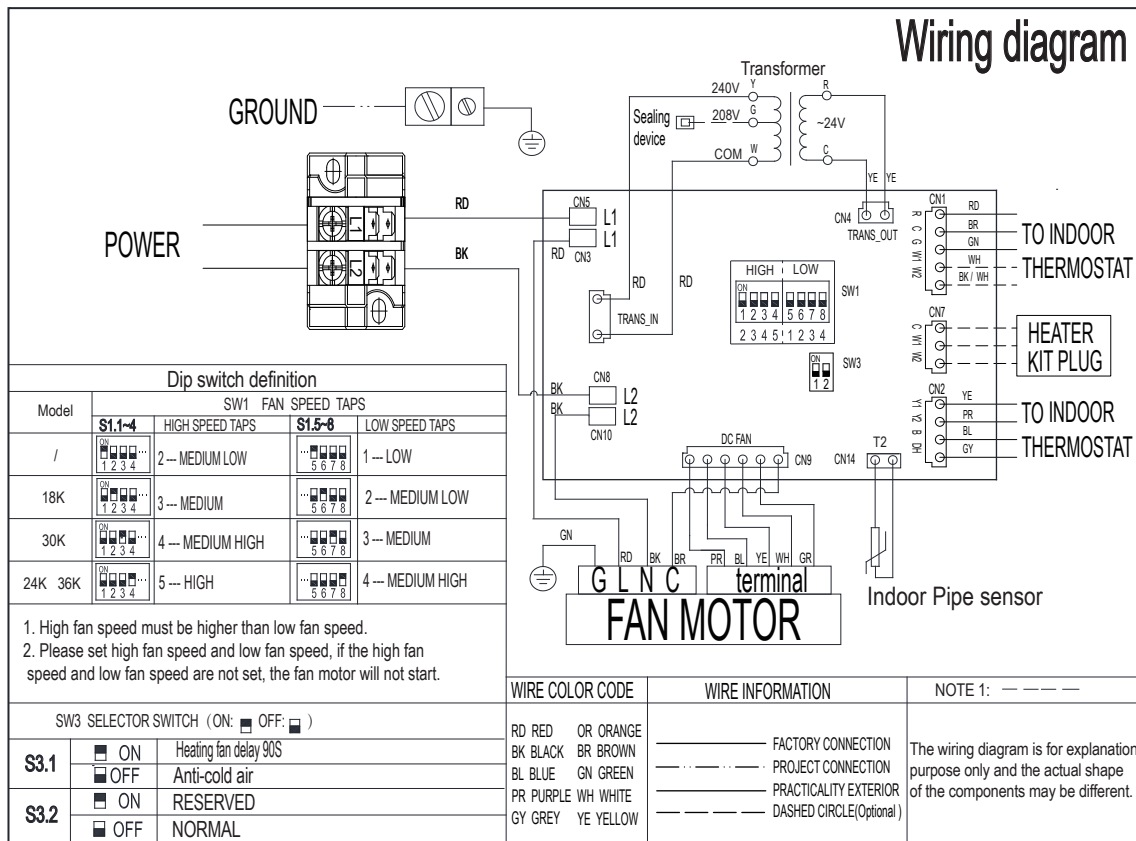 Wiring diagram
GROUND
POWER
L1
L2
RD
BK
Transformer
240V
Y
R
Sealing
device
208V
G
~24V
COM
W
C
YE YE
CN4
TRANS_OUT
CN5
L1
L1
RD
CN3
RD
RD
TRANS_IN
HIGH LOW
ON
1 2 3 4 5 6 7 8
2 3 4 5 1 2 3 4
SW1
ON
1 2
SW3
CN1
R RD
C BR
G GN
W1 WH
W2 BK / WH
TO INDOOR
THERMOSTAT
CN7
C
W1
W2
HEATER
KIT PLUG
CN2
Y1 YE
Y2 PR
B BL
DH GY
TO INDOOR
THERMOSTAT
BK
CN8
L2
BK
L2
CN10
DC FAN
CN9
T2
CN14
GN
RD BK BR PR BL YE WH GR
G L N C terminal
FAN MOTOR
Indoor Pipe sensor
Dip switch definition
Model
SW1 FAN SPEED TAPS
S1.1~4 HIGH SPEED TAPS S1.5~8 LOW SPEED TAPS
/ ON 1 2 3 4 2 --- MEDIUM LOW 5 6 7 8 1 --- LOW
18K ON 1 2 3 4 3 --- MEDIUM 5 6 7 8 2 --- MEDIUM LOW
30K ON 1 2 3 4 4 --- MEDIUM HIGH 5 6 7 8 3 --- MEDIUM
24K 36K ON 1 2 3 4 5 --- HIGH 5 6 7 8 4 --- MEDIUM HIGH
1. High fan speed must be higher than low fan speed.
2. Please set high fan speed and low fan speed, if the high fan
speed and low fan speed are not set, the fan motor will not start.
SW3 SELECTOR SWITCH (ON: OFF: )
S3.1
ON Heating fan delay 90S
OFF Anti-cold air
S3.2
ON RESERVED
OFF NORMAL
WIRE COLOR CODE
RD RED OR ORANGE
BK BLACK BR BROWN
BL BLUE GN GREEN
PR PURPLE WH WHITE
GY GREY YE YELLOW
WIRE INFORMATION
FACTORY CONNECTION
PROJECT CONNECTION
PRACTICALITY EXTERIOR
DASHED CIRCLE(Optional)
NOTE 1:
The wiring diagram is for explanation
purpose only and the actual shape
of the components may be different.